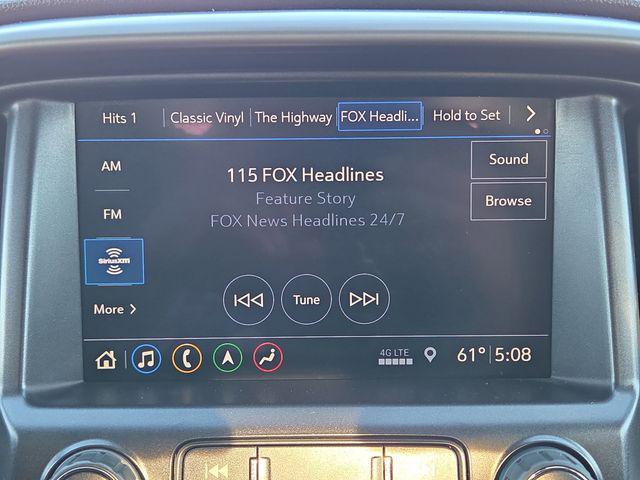 Hits 1 Classic Vinyl The Highway FOX Headli... Hold to Set
Sound
AM
115 FOX Headlines
Feature Story
Browse
FM
FOX News Headlines 24/7
SiriusXM
More
Tune
4G LTE
61° 5:08